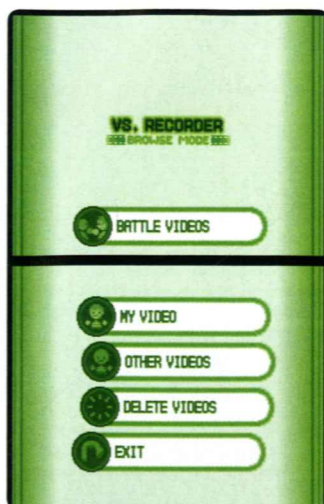 VS. RECORDER
BROWSE MODE
BATTLE VIDEOS
MY VIDEO
OTHER VIDEOS
DELETE VIDEOS
EXIT